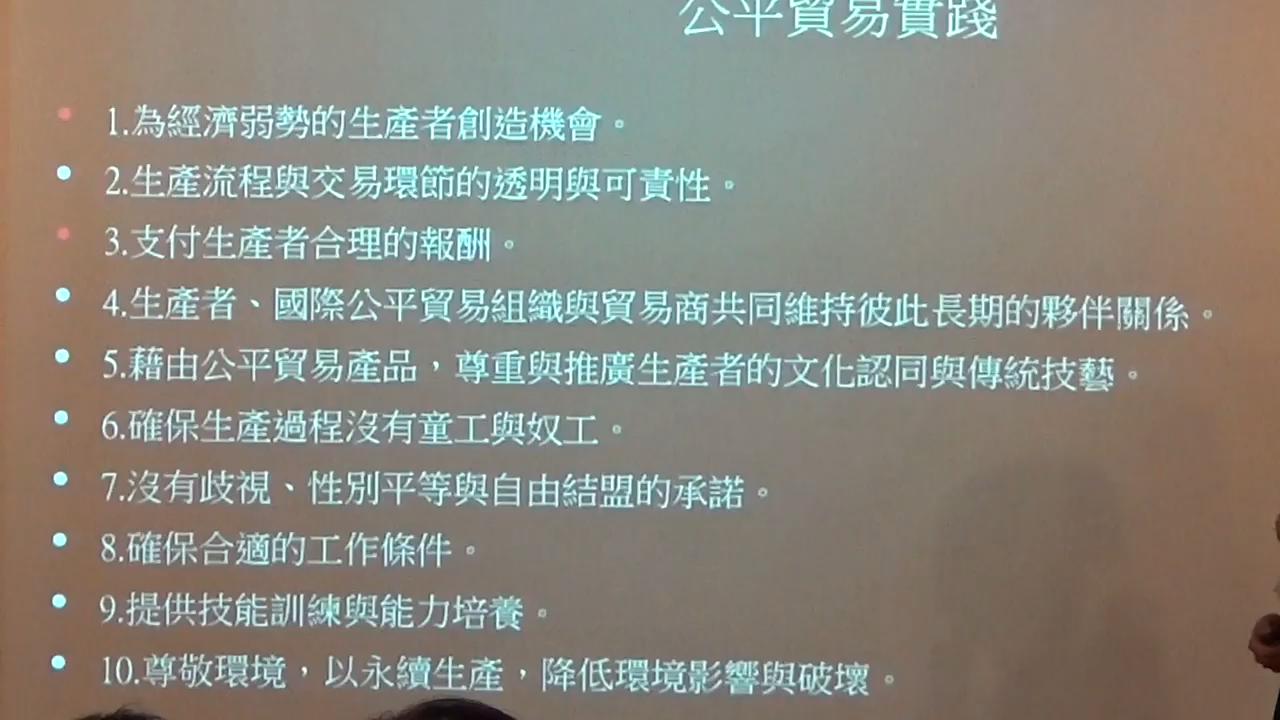 公平貿易實踐
1.為經濟弱勢的生產者創造機會。
2.生產流程與交易環節的透明與可責性。
3.支付生產者合理的報酬。
4.生產者、國際公平貿易組織與貿易商共同維持彼此長期的夥伴關係。
5.藉由公平貿易產品，尊重與推廣生產者的文化認同與傳統技藝。
6.確保生產過程沒有童工與奴工。
7.沒有歧視、性別平等與自由結盟的承諾。
8.確保合適的工作條件。
9.提供技能訓練與能力培養。
10.尊敬環境，以永續生產，降低環境影響與破壞。